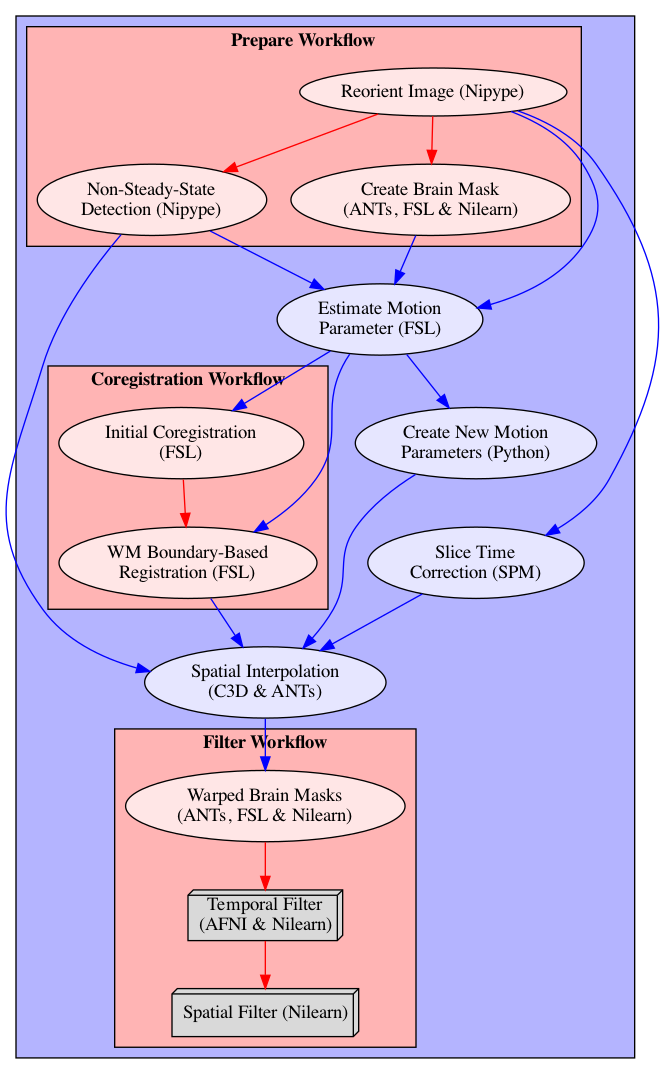 Prepare Workflow
Reorient Image (Nipype)
Non-Steady-State
Detection (Nipype)
Create Brain Mask
(ANTs, FSL & Nilearn)
Estimate Motion
Parameter (FSL)
Coregistration Workflow
Initial Coregistration
(FSL)
Create New Motion
Parameters (Python)
WM Boundary-Based
Registration (FSL)
Slice Time
Correction (SPM)
Spatial Interpolation
(C3D & ANTs)
Filter Workflow
Warped Brain Masks
(ANTs, FSL & Nilearn)
Temporal Filter
(AFNI & Nilearn)
Spatial Filter (Nilearn)